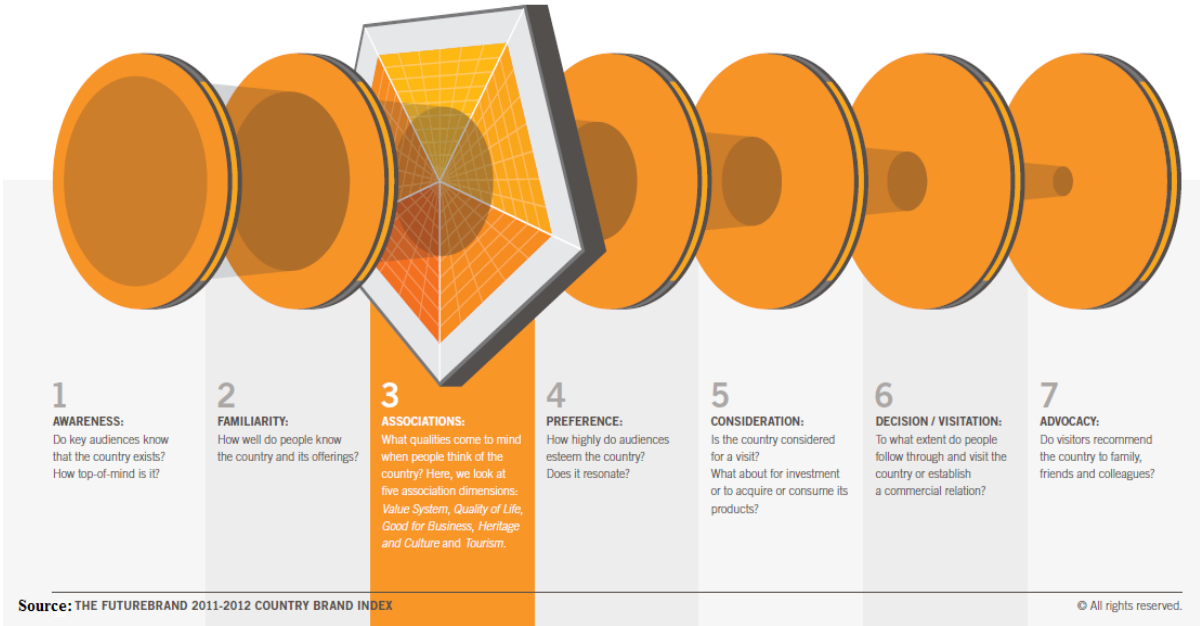 1
AWARENESS:
Do key audiences know
that the country exists?
How top-of-mind is it?
2
FAMILIARITY:
How well do people know
the country and its offerings?
3
ASSOCIATIONS:
What qualities come to mind
when people think of the
country? Here, we look at
five association dimensions:
Value System, Quality of Life,
Good for Business, Heritage
and Culture and Tourism.
4
PREFERENCE:
How highly do audiences
esteem the country?
Does it resonate?
5
CONSIDERATION:
Is the country considered
for a visit?
What about for investment
or to acquire or consume its
products?
6
DECISION / VISITATION:
To what extent do people
follow through and visit the
country or establish
a commercial relation?
7
ADVOCACY:
Do visitors recommend
the country to family,
friends and colleagues?
Source: THE FUTUREBRAND 2011-2012 COUNTRY BRAND INDEX
© All rights reserved.